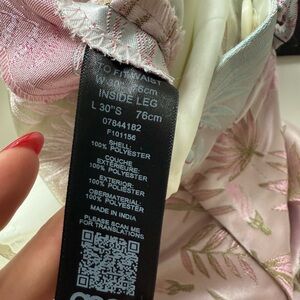 TO FIT WAIST
W 30" 76cm
INSIDE LEG
L 30"S 76cm
07844182
F101156
SHELL:
100% POLYESTER
COUCHE
EXTÉRIEURE:
100% POLYESTER
EXTERIOR:
100% POLIESTER
OBERMATERIAL:
100% POLYESTER
MADE IN INDIA
PLEASE SCAN ME
FOR TRANSLATIONS